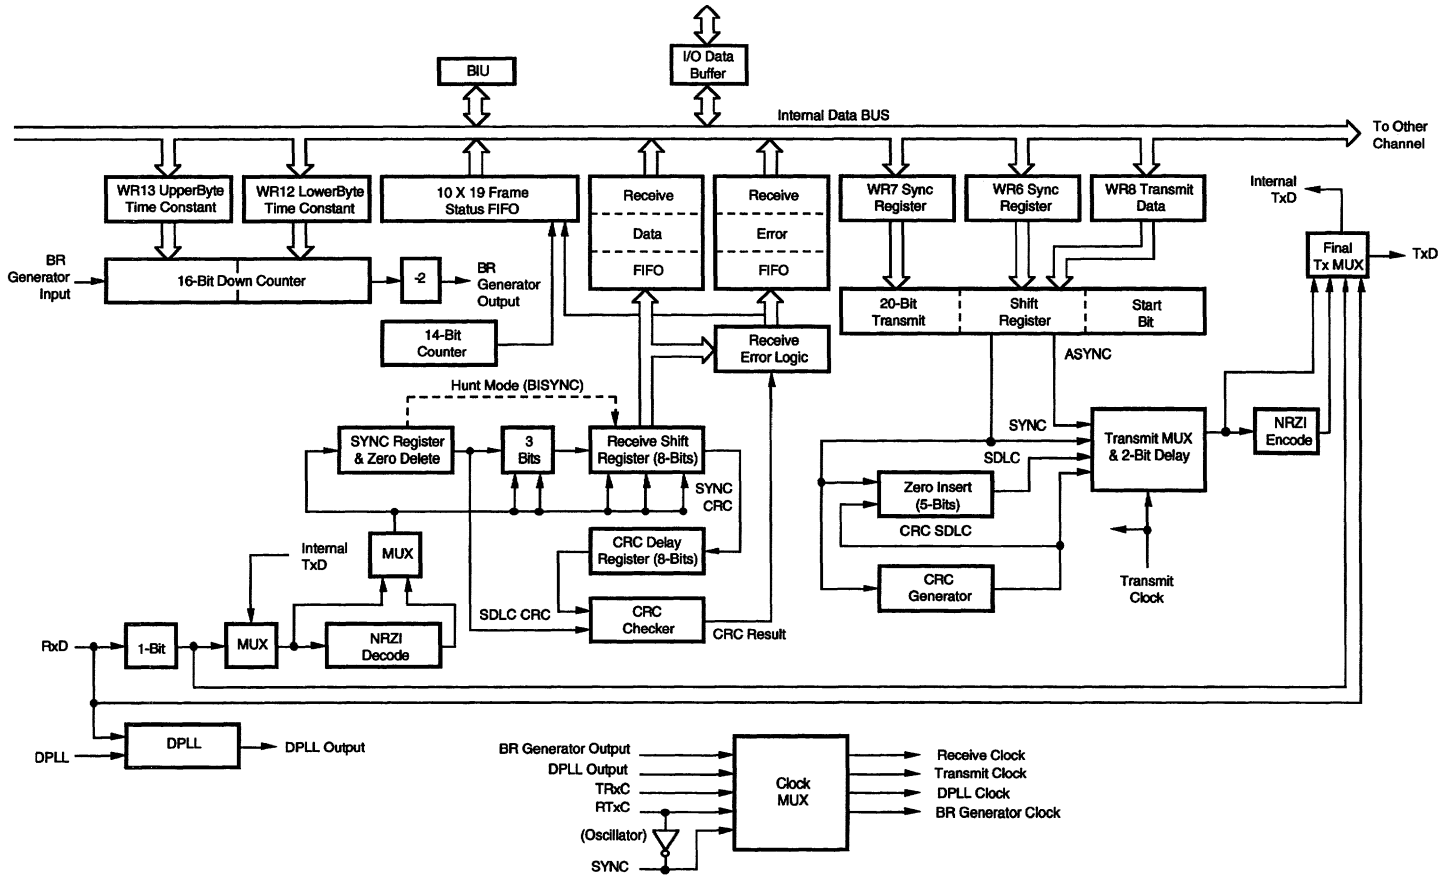 BIU
I/O Data
Buffer
Internal Data BUS
To Other
Channel
WR13 UpperByte
Time Constant
WR12 LowerByte
Time Constant
10 X 19 Frame
Status FIFO
Receive
Data
FIFO
Receive
Error
FIFO
WR7 Sync
Register
WR6 Sync
Register
WR8 Transmit
Data
Internal
TxD
Final
Tx MUX
TxD
BR
Generator
Input
16-Bit Down Counter
-2
BR
Generator
Output
14-Bit
Counter
Receive
Error Logic
20-Bit
Transmit
Shift
Register
Start
Bit
ASYNC
Hunt Mode (BISYNC)
SYNC Register
& Zero Delete
3
Bits
Receive Shift
Register (8-Bits)
SYNC
CRC
SYNC
SDLC
Transmit MUX
& 2-Bit Delay
NRZI
Encode
Zero Insert
(5-Bits)
CRC SDLC
CRC
Generator
Transmit
Clock
Internal
TxD
MUX
CRC Delay
Register (8-Bits)
SDLC CRC
CRC
Checker
CRC Result
RxD
1-Bit
MUX
NRZI
Decode
DPLL
DPLL
DPLL Output
BR Generator Output
DPLL Output
TRxC
RTxC
(Oscillator)
SYNC
Clock
MUX
Receive Clock
Transmit Clock
DPLL Clock
BR Generator Clock